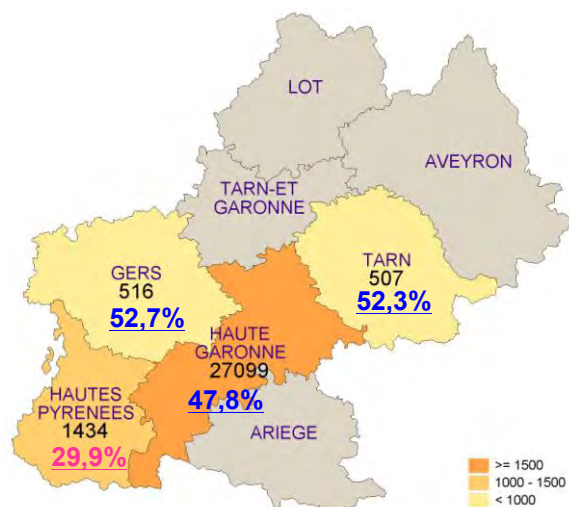 LOT
AVEYRON
TARN-ET
GARONNE
GERS
516
52,7%
TARN
507
52,3%
HAUTE
GARONNE
27099
47,8%
HAUTES
PYRENEES
1434
29,9%
ARIEGE
>= 1500
1000 - 1500
< 1000